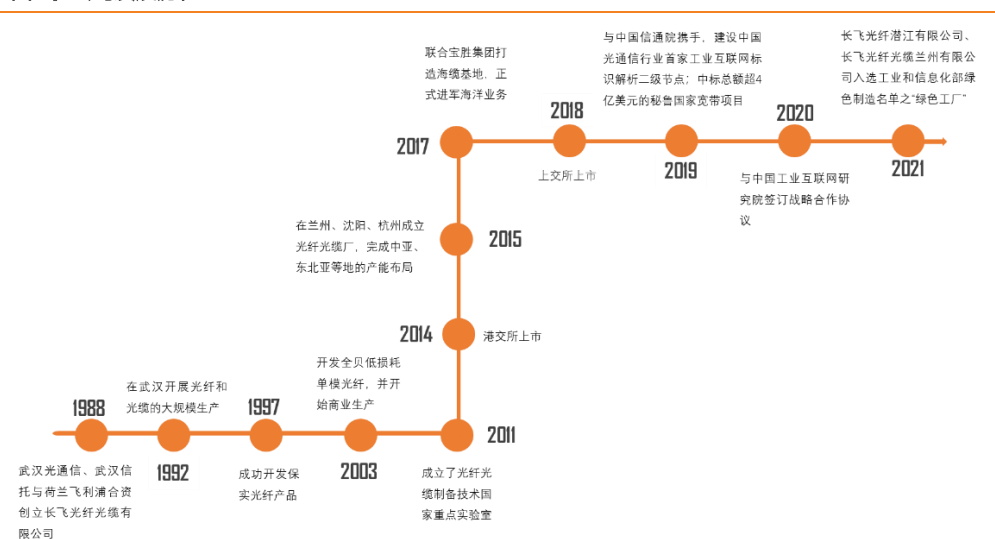 联合宝胜集团打
造海缆基地，正
式进军海洋业务
2017
2018
上交所上市
与中国信通院携手，建设中国
光通信行业首家工业互联网标
识解析二级节点；中标总额超4
亿美元的秘鲁国家宽带项目
2019
2020
与中国工业互联网研
究院签订战略合作协
议
长飞光纤潜江有限公司、
长飞光纤光缆兰州有限公
司入选工业和信息化部绿
色制造名单之“绿色工厂”
2021
在兰州、沈阳、杭州成立
光纤光缆厂，完成中亚、
东北亚等地的产能布局
2015
2014
港交所上市
1988
武汉光通信、武汉信
托与荷兰飞利浦合资
创立长飞光纤光缆有
限公司
在武汉开展光纤和
光缆的大规模生产
1992
1997
成功开发保
实光纤产品
开发全贝低损耗
单模光纤，并开
始商业生产
2003
2011
成立了光纤光
缆制备技术国
家重点实验室